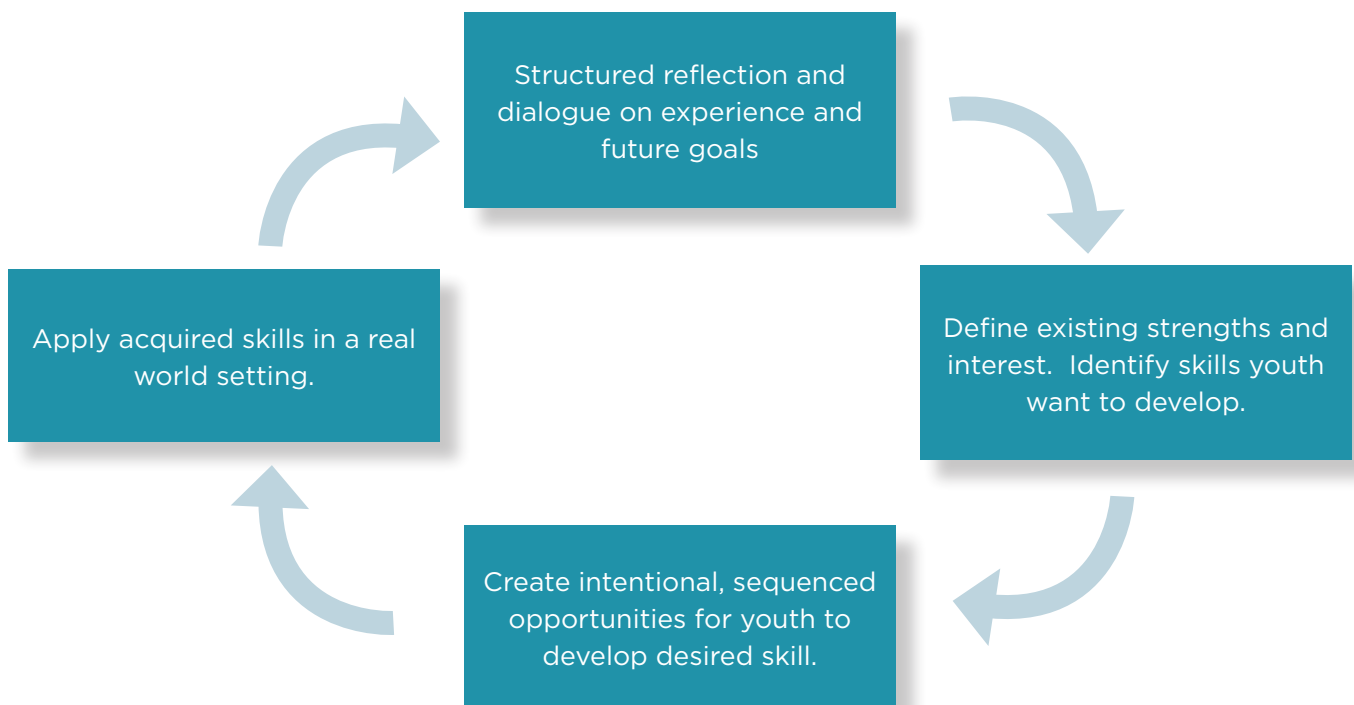 Structured reflection and
dialogue on experience and
future goals
Define existing strengths and
interest.  Identify skills youth
want to develop.
Create intentional, sequenced
opportunities for youth to
develop desired skill.
Apply acquired skills in a real
world setting.